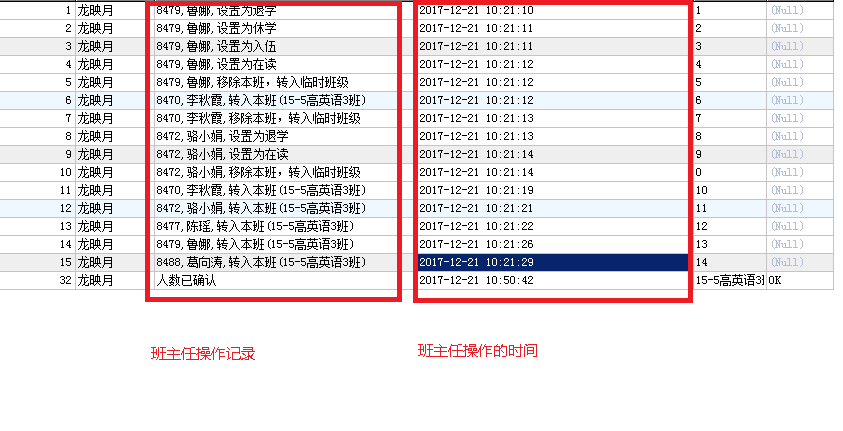 1 龙映月 8479,鲁娜,设置为退学 2017-12-21 10:21:10 1 (Null)
2 龙映月 8479,鲁娜,设置为休学 2017-12-21 10:21:11 2 (Null)
3 龙映月 8479,鲁娜,设置为入伍 2017-12-21 10:21:11 3 (Null)
4 龙映月 8479,鲁娜,设置为在读 2017-12-21 10:21:12 4 (Null)
5 龙映月 8479,鲁娜,移除本班，转入临时班级 2017-12-21 10:21:12 5 (Null)
6 龙映月 8470,李秋霞,转入本班(15-5高英语3班) 2017-12-21 10:21:12 6 (Null)
7 龙映月 8470,李秋霞,移除本班，转入临时班级 2017-12-21 10:21:13 7 (Null)
8 龙映月 8472,骆小娟,设置为退学 2017-12-21 10:21:13 8 (Null)
9 龙映月 8472,骆小娟,设置为在读 2017-12-21 10:21:14 9 (Null)
10 龙映月 8472,骆小娟,移除本班，转入临时班级 2017-12-21 10:21:14 0 (Null)
11 龙映月 8470,李秋霞,转入本班(15-5高英语3班) 2017-12-21 10:21:19 10 (Null)
12 龙映月 8472,骆小娟,转入本班(15-5高英语3班) 2017-12-21 10:21:21 11 (Null)
13 龙映月 8477,陈瑶,转入本班(15-5高英语3班) 2017-12-21 10:21:22 12 (Null)
14 龙映月 8479,鲁娜,转入本班(15-5高英语3班) 2017-12-21 10:21:26 13 (Null)
15 龙映月 8488,葛向涛,转入本班(15-5高英语3班) 2017-12-21 10:21:29 14 (Null)
32 龙映月 人数已确认 2017-12-21 10:50:42 15-5高英语3 OK
班主任操作记录 班主任操作的时间